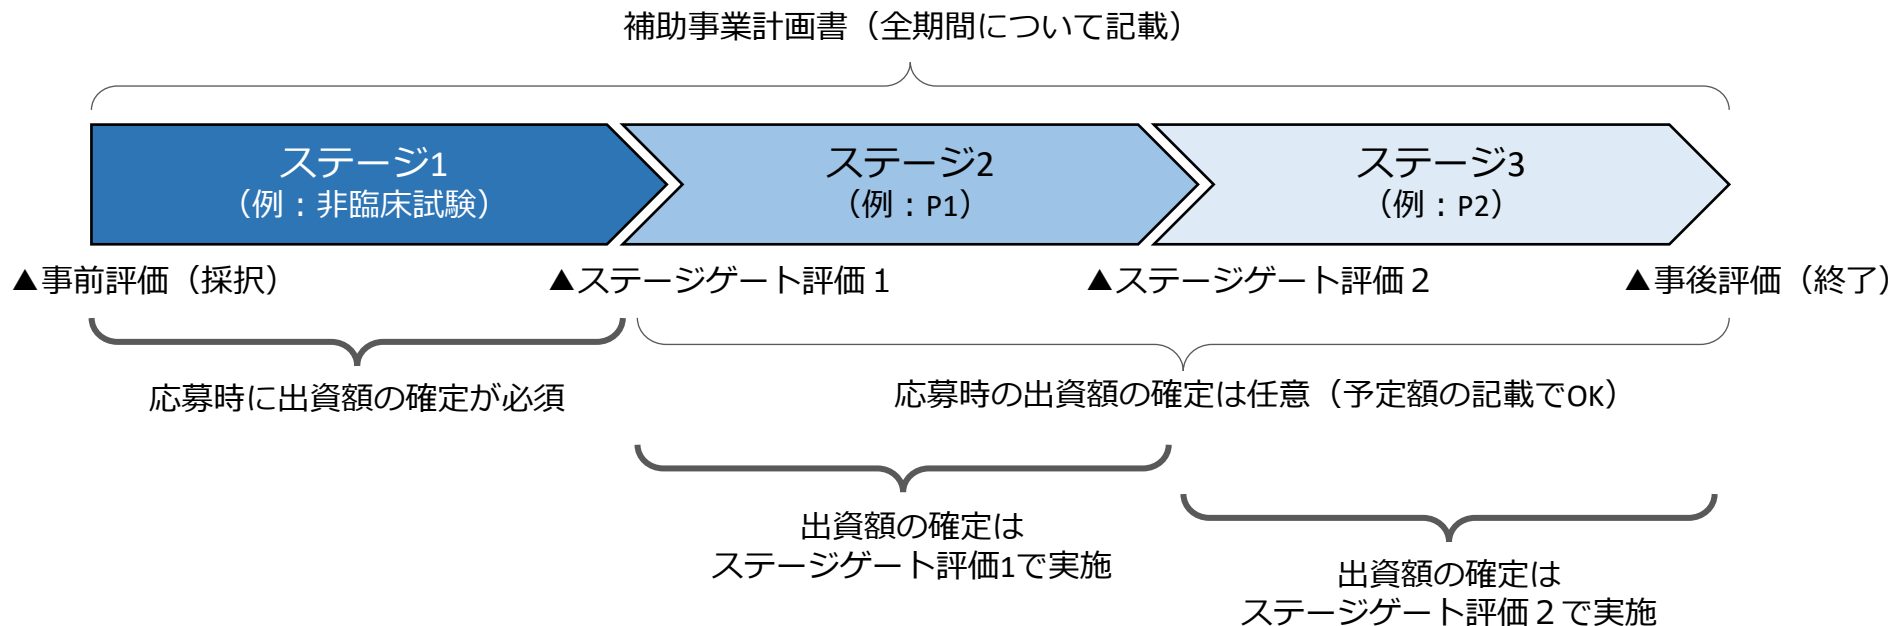 補助事業計画書（全期間について記載）
ステージ1
（例：非臨床試験）
ステージ2
（例：P1）
ステージ3
（例：P2）
▲事前評価（採択）
▲ステージゲート評価１
▲ステージゲート評価２
▲事後評価（終了）
応募時に出資額の確定が必須
応募時の出資額の確定は任意（予定額の記載でOK）
出資額の確定は
ステージゲート評価1で実施
出資額の確定は
ステージゲート評価２で実施